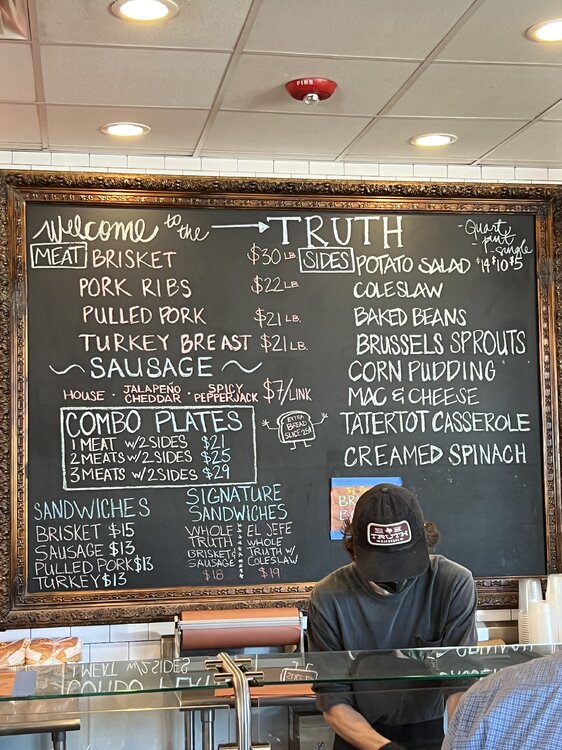 FIRE
Welcome to the → TRUTH
MEAT
BRISKET $30 LB
PORK RIBS $22 LB.
PULLED PORK $21 LB.
TURKEY BREAST $21 LB.
~ SAUSAGE ~
HOUSE · JALAPEÑO CHEDDAR · SPICY PEPPERJACK $7/LINK
COMBO PLATES
1 MEAT W/2 SIDES $21
2 MEATS W/2 SIDES $25
3 MEATS W/2 SIDES $29
EXTRA
BREAD
SLICE 25¢
SANDWICHES
BRISKET $15
SAUSAGE $13
PULLED PORK $13
TURKEY $13
SIGNATURE
SANDWICHES
WHOLE
TRUTH
BRISKET &
SAUSAGE
$18
EL JEFE
WHOLE
TRUTH W/
COLESLAW
$19
-Quart,
-pint,
-single
$14 $10 $5
SIDES
POTATO SALAD
COLESLAW
BAKED BEANS
BRUSSELS SPROUTS
CORN PUDDING
MAC & CHEESE
TATERTOT CASSEROLE
CREAMED SPINACH
TRUTH